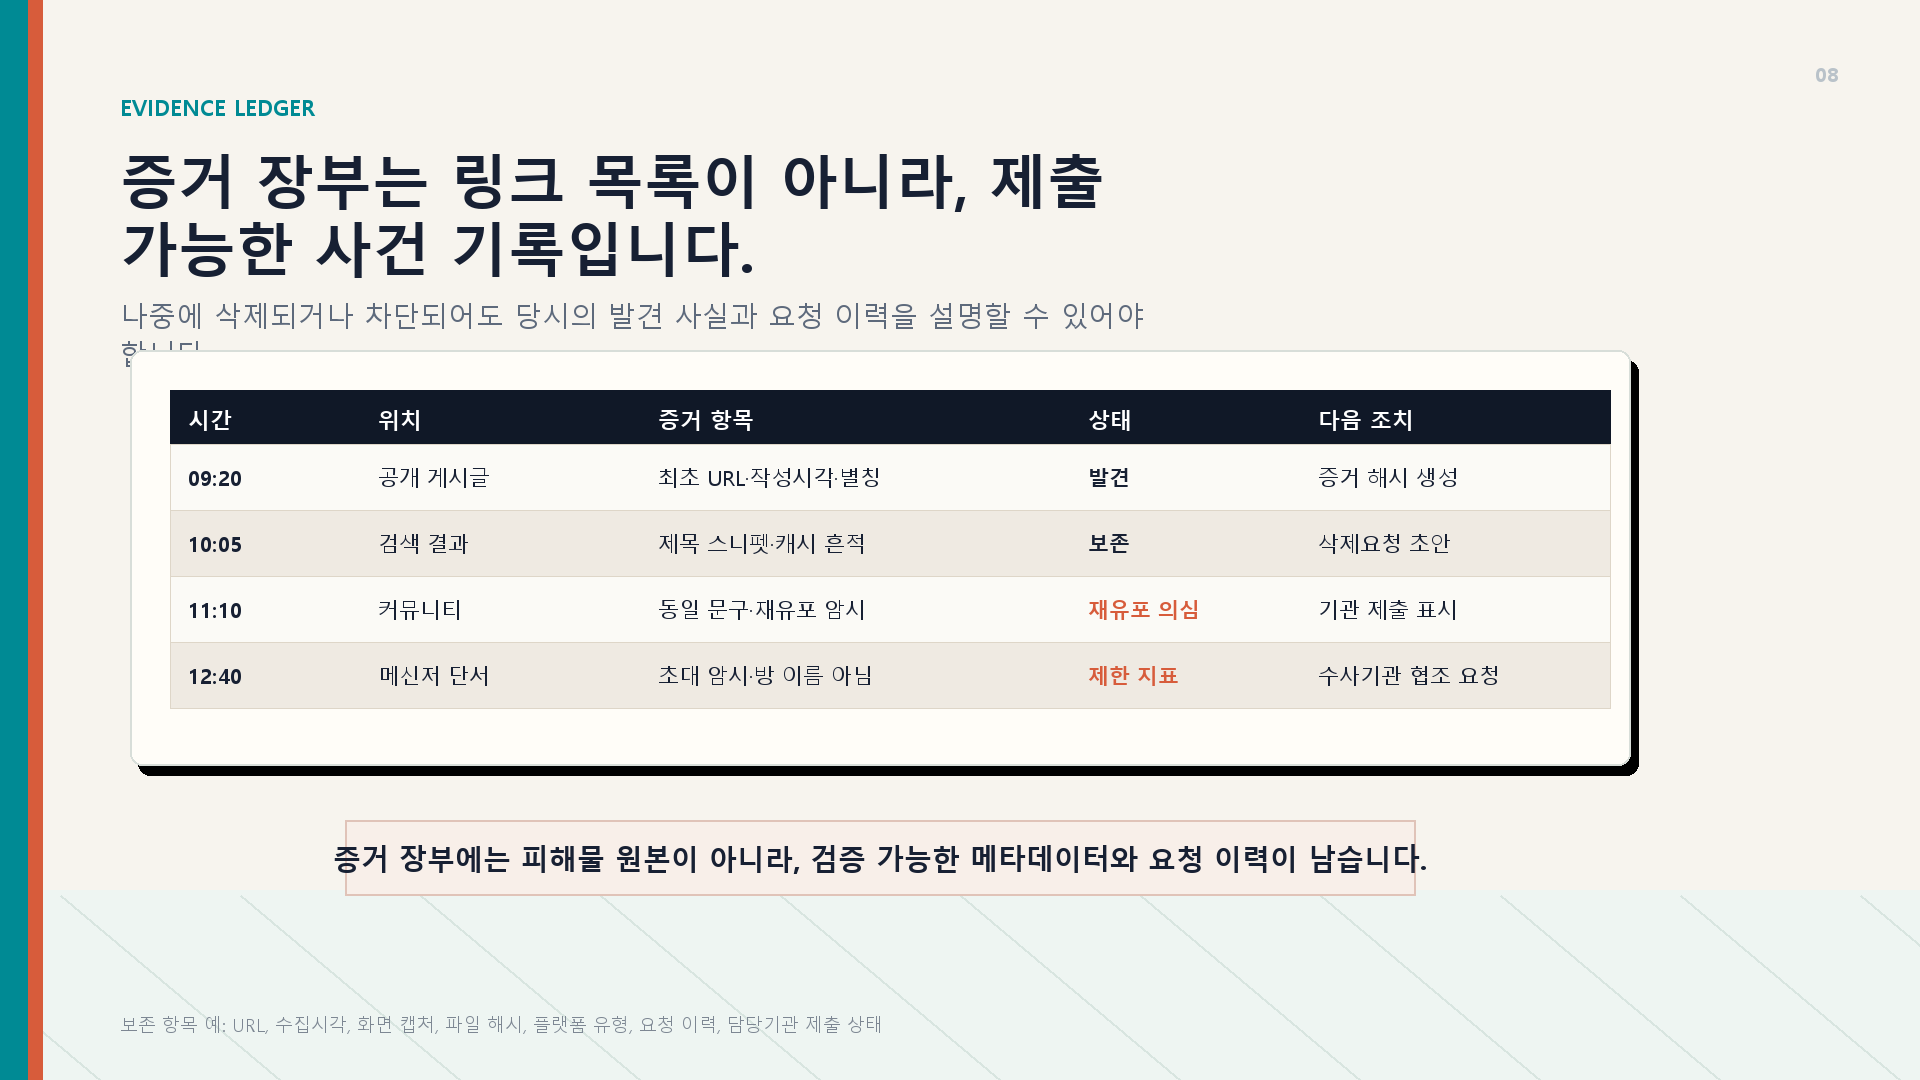 08
EVIDENCE LEDGER
증거 장부는 링크 목록이 아니라, 제출
가능한 사건 기록입니다.
나중에 삭제되거나 차단되어도 당시의 발견 사실과 요청 이력을 설명할 수 있어야
시간 위치 증거 항목 상태 다음 조치
09:20 공개 게시글 최초 URL·작성시각·별칭 발견 증거 해시 생성
10:05 검색 결과 제목 스니펫·캐시 흔적 보존 삭제요청 초안
11:10 커뮤니티 동일 문구·재유포 암시 재유포 의심 기관 제출 표시
12:40 메신저 단서 초대 암시·방 이름 아님 제한 지표 수사기관 협조 요청
증거 장부에는 피해물 원본이 아니라, 검증 가능한 메타데이터와 요청 이력이 남습니다.
보존 항목 예: URL, 수집시각, 화면 캡처, 파일 해시, 플랫폼 유형, 요청 이력, 담당기관 제출 상태